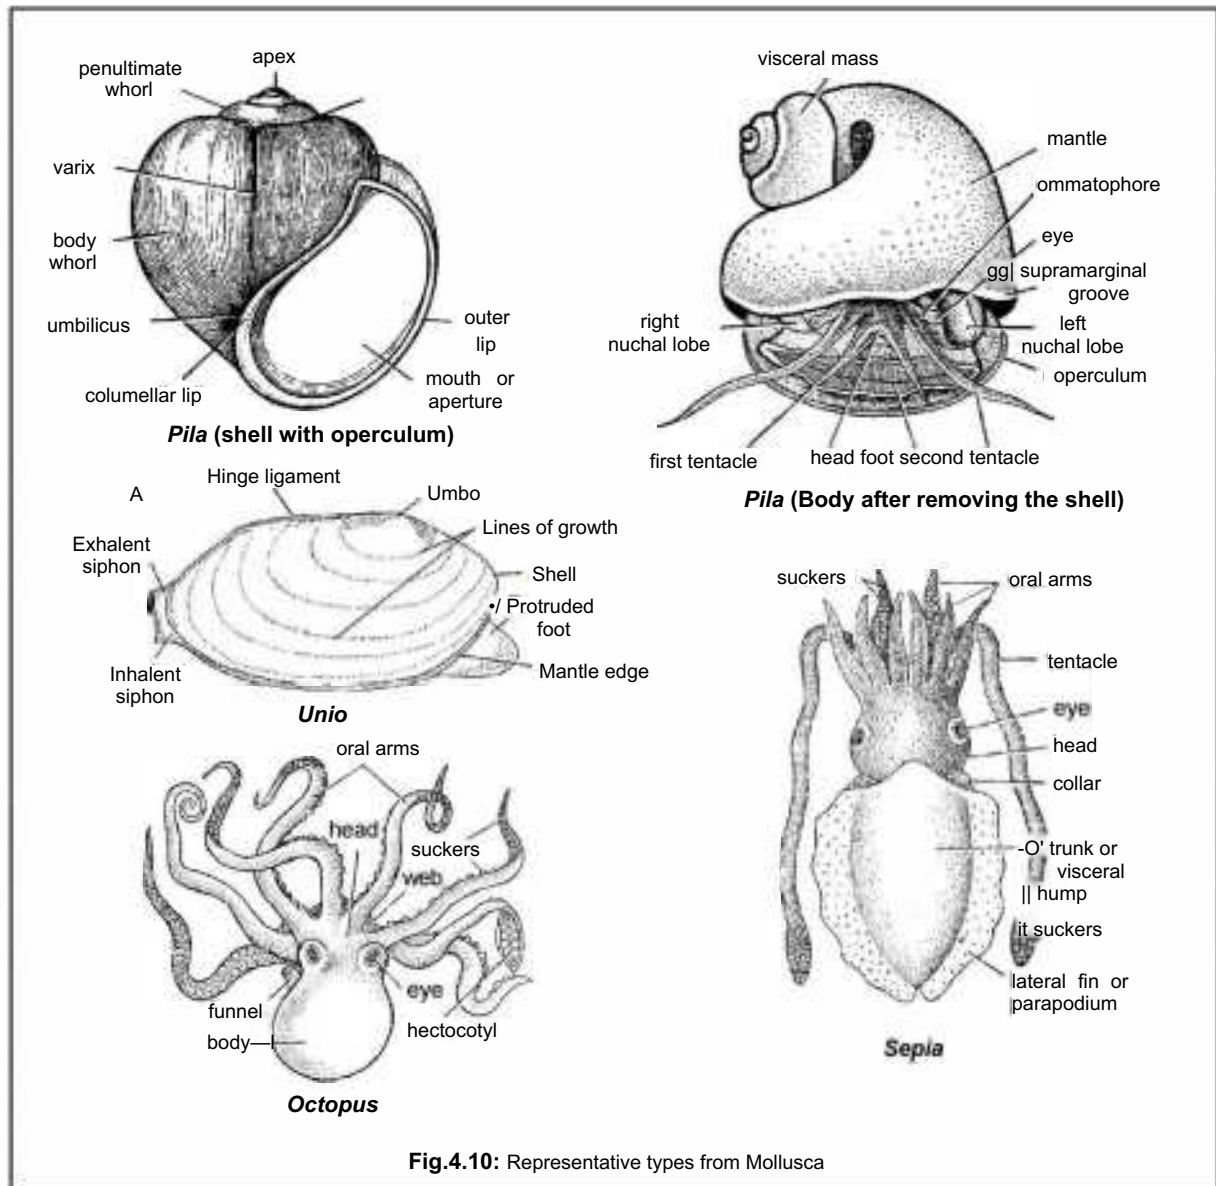 apex
penultimate
whorl
varix
body
whorl
umbilicus
columellar lip
outer
lip
mouth or
aperture
Pila (shell with operculum)
visceral mass
mantle
ommatophore
eye
gg| supramarginal
groove
right
nuchal lobe
left
nuchal lobe
operculum
first tentacle
head foot second tentacle
Pila (Body after removing the shell)
A
Hinge ligament
Umbo
Lines of growth
Exhalent
siphon
Shell
•/ Protruded
foot
Inhalent
siphon
Mantle edge
Unio
oral arms
head
suckers
web
funnel
eye
body—|
hectocotyl
Octopus
suckers
oral arms
tentacle
eye
head
collar
-O' trunk or
visceral
|| hump
it suckers
lateral fin or
parapodium
Sepia
Fig.4.10: Representative types from Mollusca